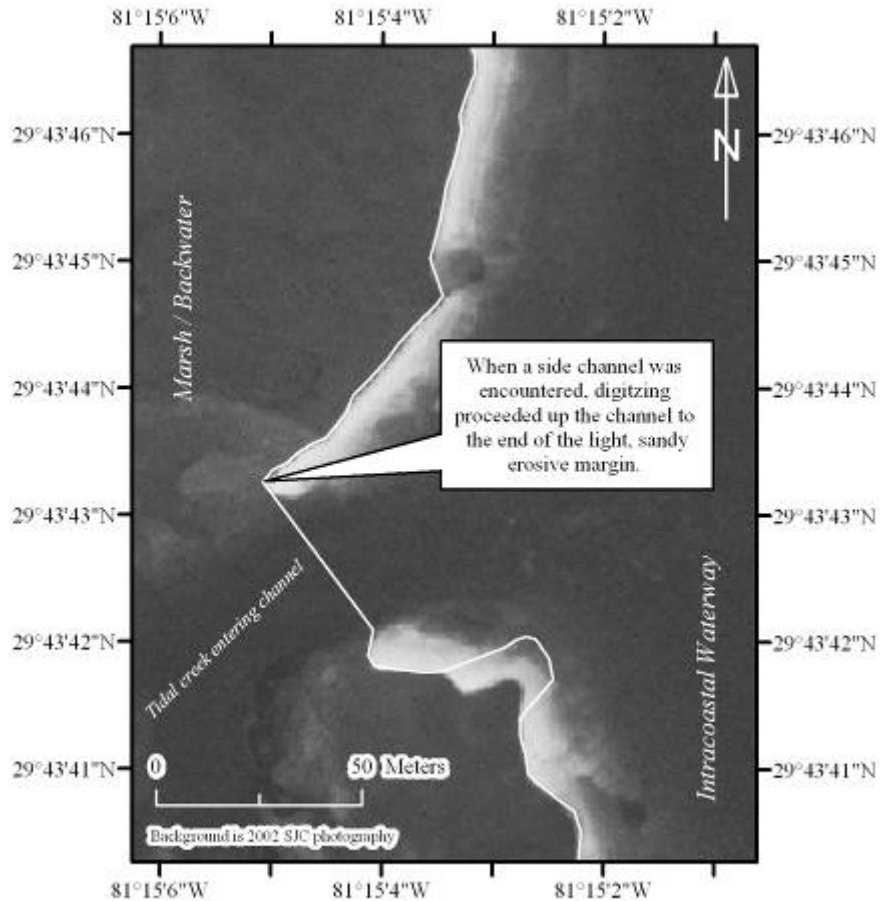 81°15'6"W 81°15'4"W 81°15'2"W
N
29°43'46"N 29°43'46"N
Marsh / Backwater
29°43'45"N 29°43'45"N
When a side channel was
encountered, digitzing
proceeded up the channel to
the end of the light, sandy
erosive margin.
29°43'44"N 29°43'44"N
29°43'43"N 29°43'43"N
Tidal creek entering channel
Intracoastal Waterway
29°43'42"N 29°43'42"N
29°43'41"N 29°43'41"N
0 50 Meters
Background is 2002 SJC photography
81°15'6"W 81°15'4"W 81°15'2"W